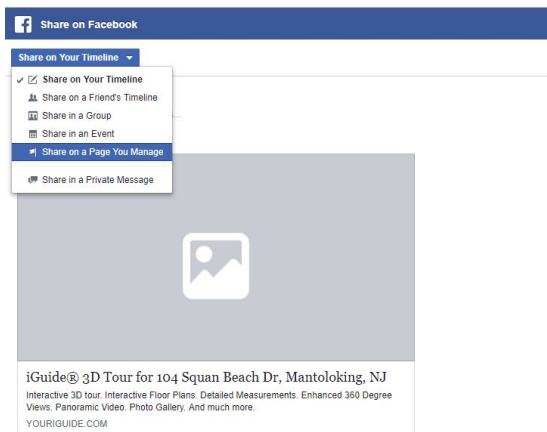 Share on Facebook
Share on Your Timeline
Share on Your Timeline
Share on a Friend's Timeline
Share in a Group
Share in an Event
Share on a Page You Manage
Share in a Private Message
iGuide® 3D Tour for 104 Squan Beach Dr, Mantoloking, NJ
Interactive 3D tour. Interactive Floor Plans. Detailed Measurements. Enhanced 360 Degree
Views. Panoramic Video. Photo Gallery. And much more.
YOURIGUIDE.COM